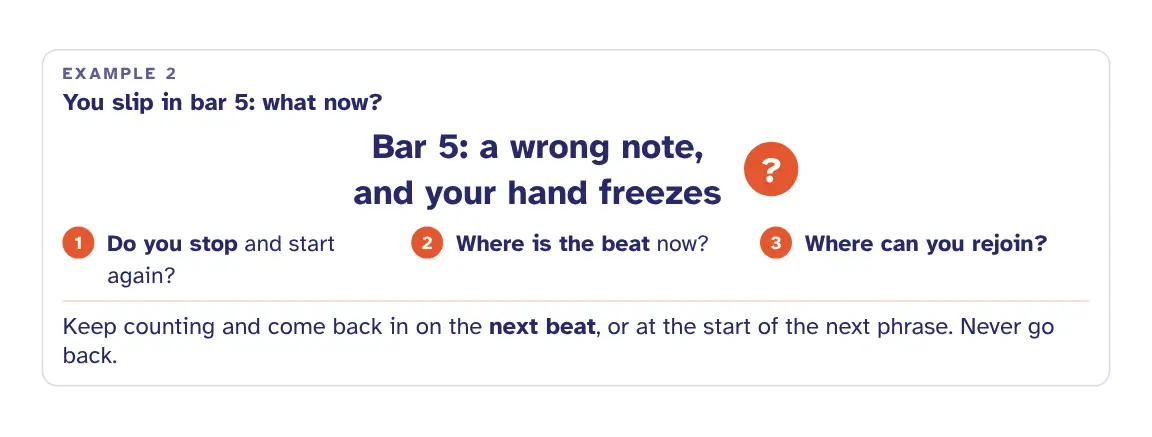 EXAMPLE 2
You slip in bar 5: what now?
Bar 5: a wrong note,
and your hand freezes
?
1 Do you stop and start
again?
2 Where is the beat now?
3 Where can you rejoin?
Keep counting and come back in on the next beat, or at the start of the next phrase. Never go
back.